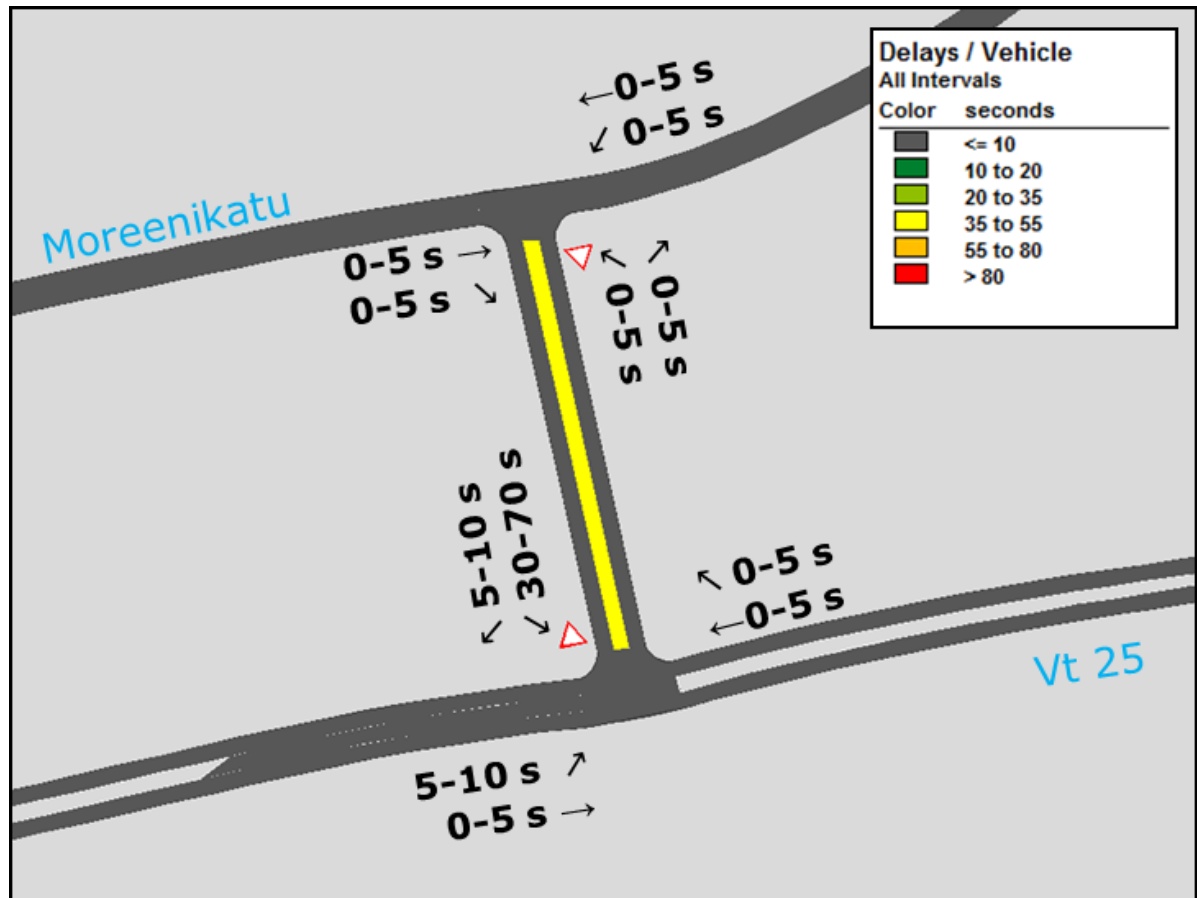 Delays / Vehicle
All Intervals
Color seconds
<= 10
10 to 20
20 to 35
35 to 55
55 to 80
> 80
←0-5 s
↙ 0-5 s
Moreenikatu
0-5 s →
0-5 s ↘
↖ 0-5 s
↗ 0-5 s
↙ 5-10 s
↘ 30-70 s
↖ 0-5 s
←0-5 s
Vt 25
5-10 s ↗
0-5 s →